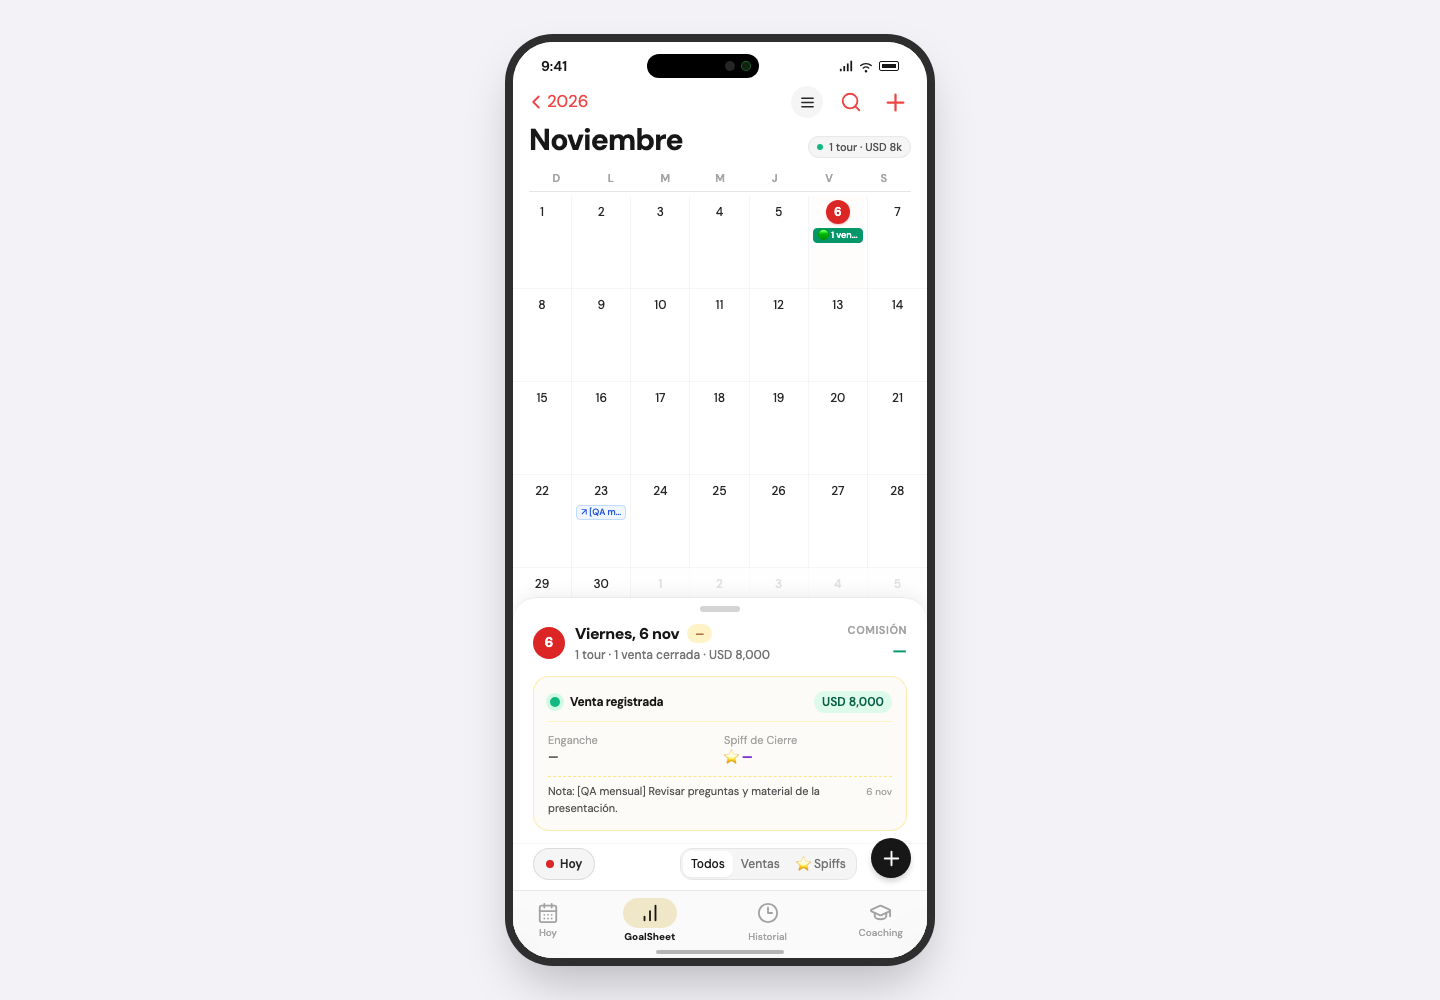 9:41
2026
Noviembre
1 tour · USD 8k
D L M M J V S
1 2 3 4 5 6 7
1 ven...
8 9 10 11 12 13 14
15 16 17 18 19 20 21
22 23 24 25 26 27 28
[QA m...
29 30 1 2 3 4 5
6
Viernes, 6 nov –
1 tour · 1 venta cerrada · USD 8,000
COMISIÓN
—
Venta registrada
USD 8,000
Enganche
—
Spiff de Cierre
⭐ —
Nota: [QA mensual] Revisar preguntas y material de la
presentación.
6 nov
Hoy
Todos Ventas ⭐ Spiffs
Hoy GoalSheet Historial Coaching